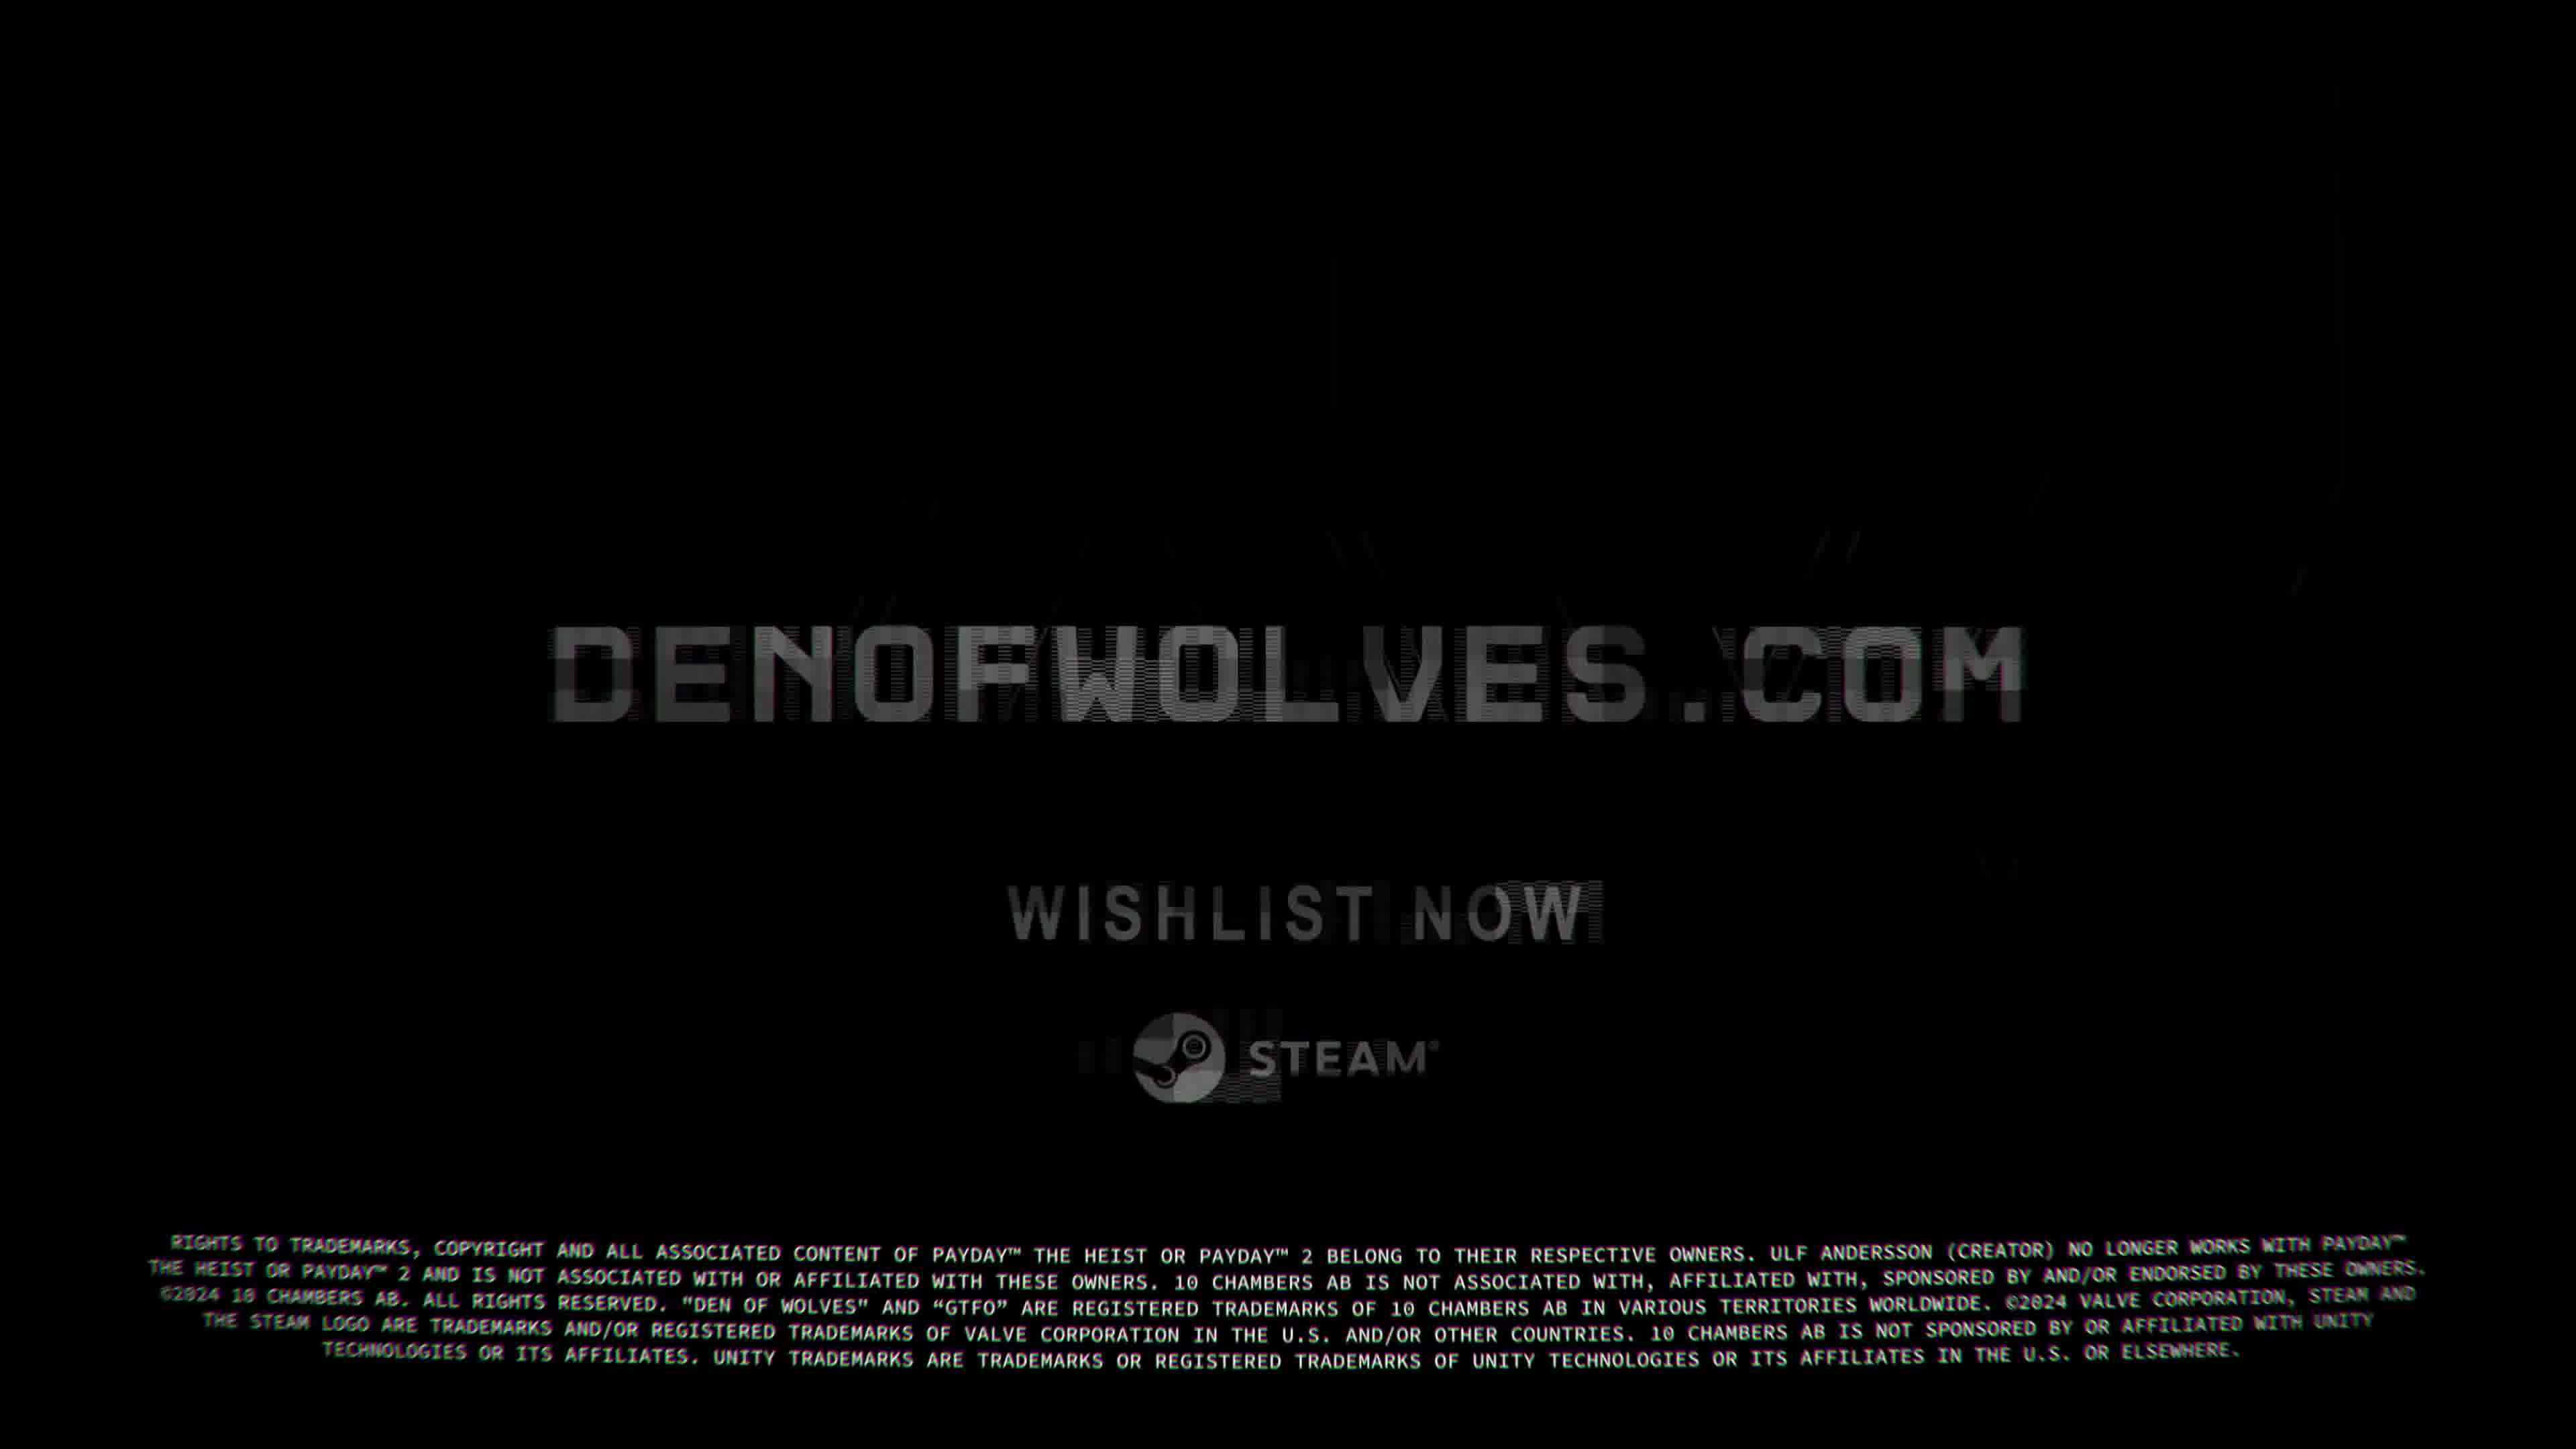 DENOFWOLVES.COM
WISHLIST NOW
STEAM®
RIGHTS TO TRADEMARKS, COPYRIGHT AND ALL ASSOCIATED CONTENT OF PAYDAY™ THE HEIST OR PAYDAY™ 2 BELONG TO THEIR RESPECTIVE OWNERS. ULF ANDERSSON (CREATOR) NO LONGER WORKS WITH PAYDAY™
THE HEIST OR PAYDAY™ 2 AND IS NOT ASSOCIATED WITH OR AFFILIATED WITH THESE OWNERS. 10 CHAMBERS AB IS NOT ASSOCIATED WITH, AFFILIATED WITH, SPONSORED BY AND/OR ENDORSED BY THESE OWNERS.
©2024 10 CHAMBERS AB. ALL RIGHTS RESERVED. "DEN OF WOLVES" AND “GTFO” ARE REGISTERED TRADEMARKS OF 10 CHAMBERS AB IN VARIOUS TERRITORIES WORLDWIDE. ©2024 VALVE CORPORATION, STEAM AND
THE STEAM LOGO ARE TRADEMARKS AND/OR REGISTERED TRADEMARKS OF VALVE CORPORATION IN THE U.S. AND/OR OTHER COUNTRIES. 10 CHAMBERS AB IS NOT SPONSORED BY OR AFFILIATED WITH UNITY
TECHNOLOGIES OR ITS AFFILIATES. UNITY TRADEMARKS ARE TRADEMARKS OR REGISTERED TRADEMARKS OF UNITY TECHNOLOGIES OR ITS AFFILIATES IN THE U.S. OR ELSEWHERE.